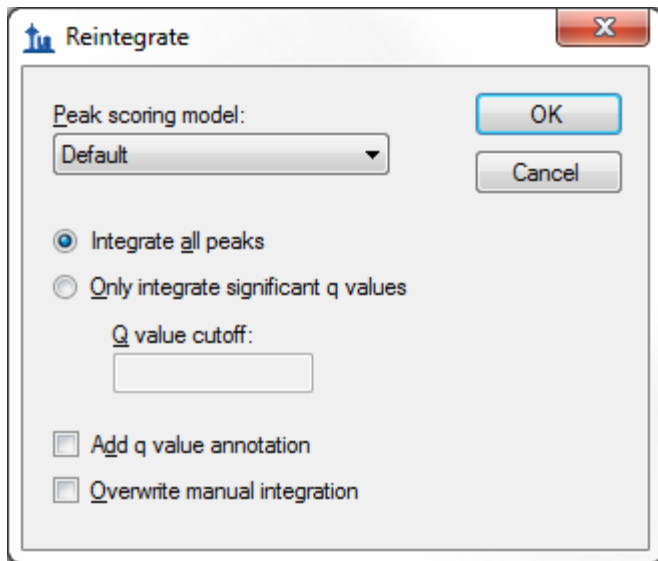 Reintegrate
Peak scoring model:
Default
OK
Cancel
Integrate all peaks
Only integrate significant q values
Q value cutoff:
Add q value annotation
Overwrite manual integration